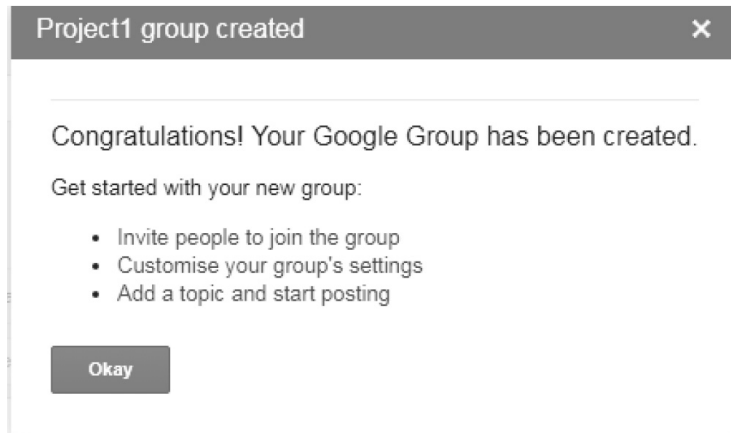 Project1 group created
Congratulations! Your Google Group has been created.
Get started with your new group:
• Invite people to join the group
• Customise your group's settings
• Add a topic and start posting
Okay